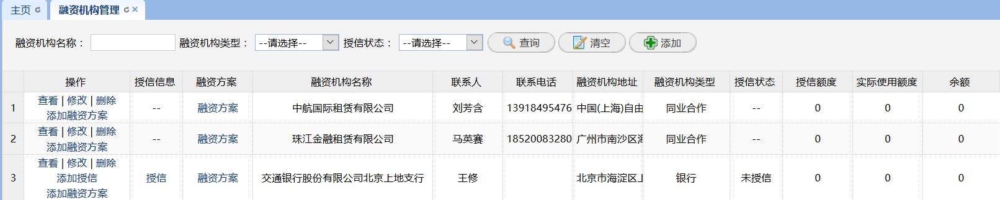 主页 融资机构管理
融资机构名称： 融资机构类型： --请选择-- 授信状态： --请选择-- 查询 清空 添加
操作 授信信息 融资方案 融资机构名称 联系人 联系电话 融资机构地址 融资机构类型 授信状态 授信额度 实际使用额度 余额
查看 | 修改 | 删除
1 -- 融资方案 中航国际租赁有限公司 刘芳含 13918495476 中国(上海)自由 同业合作 -- 0 0 0
添加融资方案
查看 | 修改 | 删除
2 -- 融资方案 珠江金融租赁有限公司 马英赛 18520083280 广州市南沙区海 同业合作 -- 0 0 0
添加融资方案
查看 | 修改 | 删除
3 添加授信 授信 融资方案 交通银行股份有限公司北京上地支行 王修 北京市海淀区上 银行 未授信 0 0 0
添加融资方案